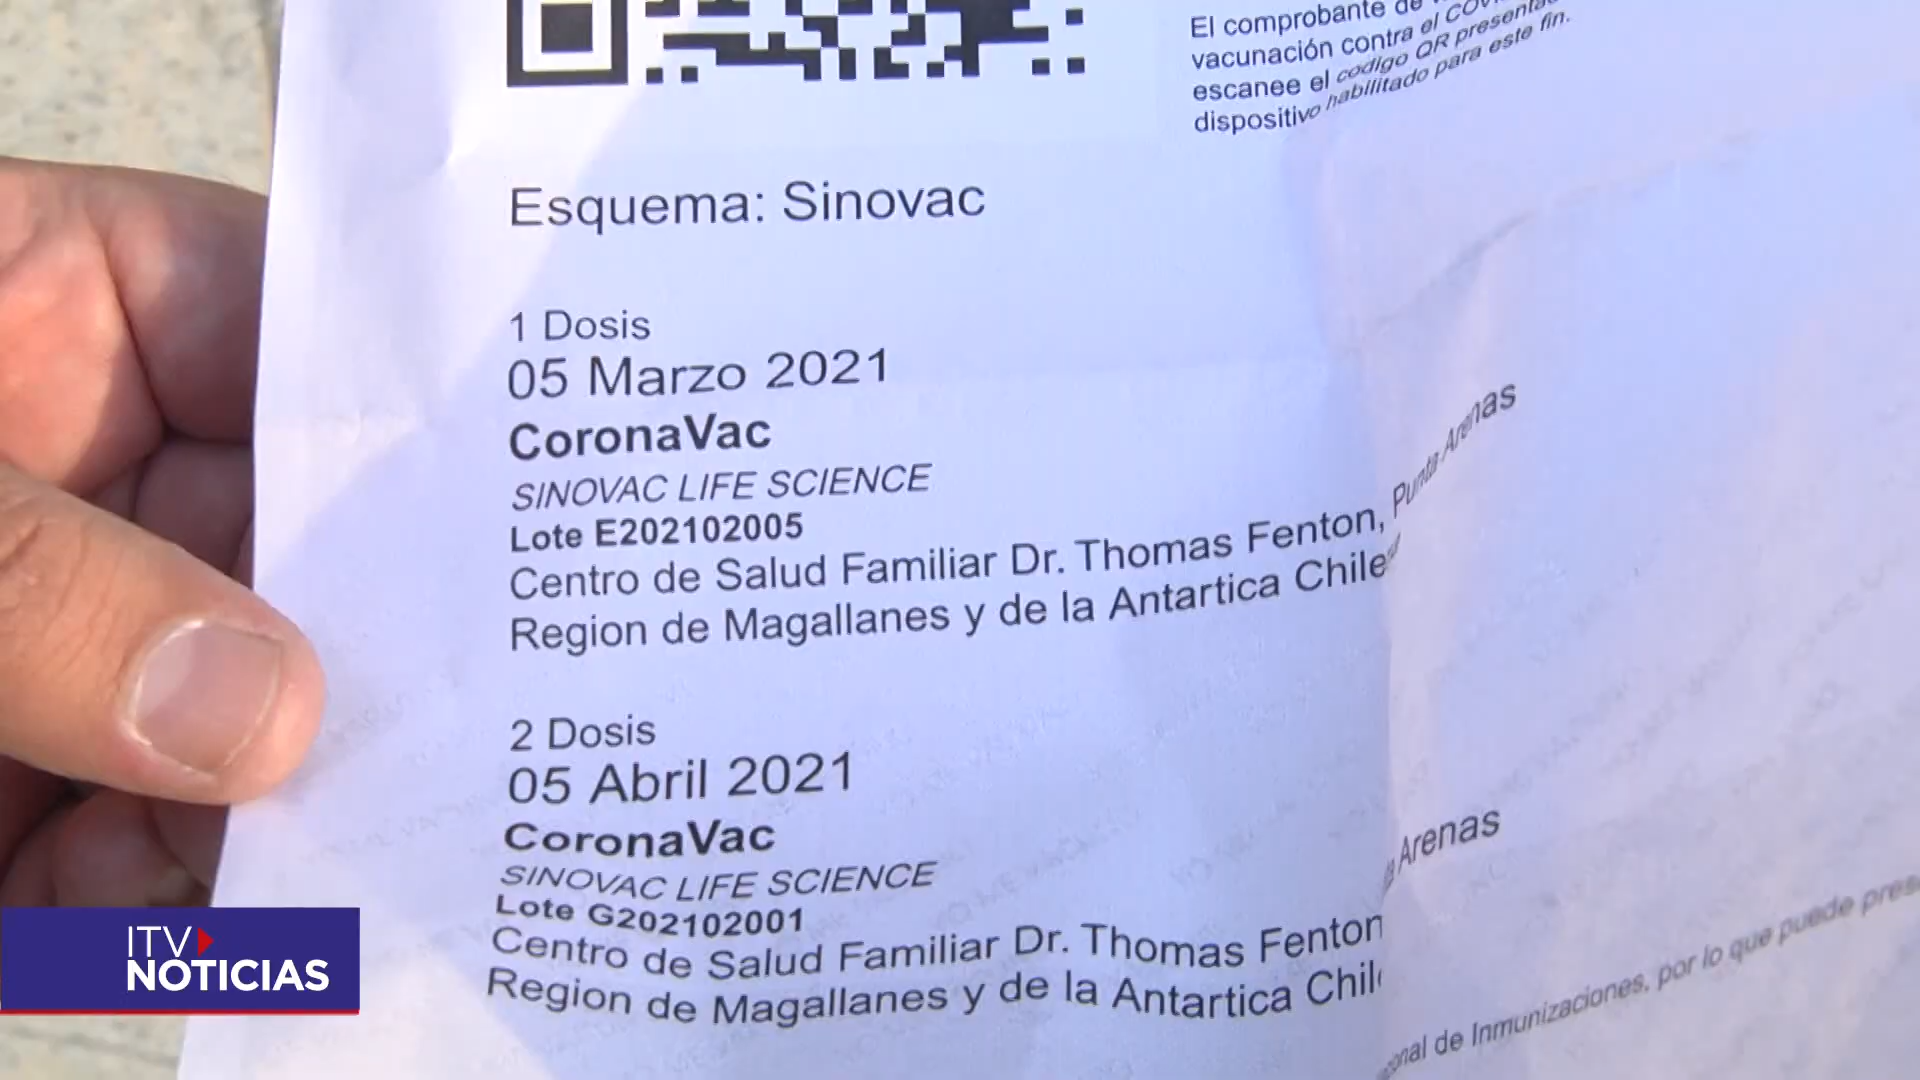 El comprobante de
vacunación contra el
escanee el codigo QR
dispositivo habilitado para este fin.
Esquema: Sinovac
1 Dosis
05 Marzo 2021
CoronaVac
SINOVAC LIFE SCIENCE
Lote E202102005
Centro de Salud Familiar Dr. Thomas Fenton, Punta Arenas
Region de Magallanes y de la Antartica Chile
2 Dosis
05 Abril 2021
CoronaVac
SINOVAC LIFE SCIENCE
Lote G202102001
Centro de Salud Familiar Dr. Thomas Fenton Arenas
Region de Magallanes y de la Antartica
de Inmunizaciones, por lo que puede
ITV
NOTICIAS